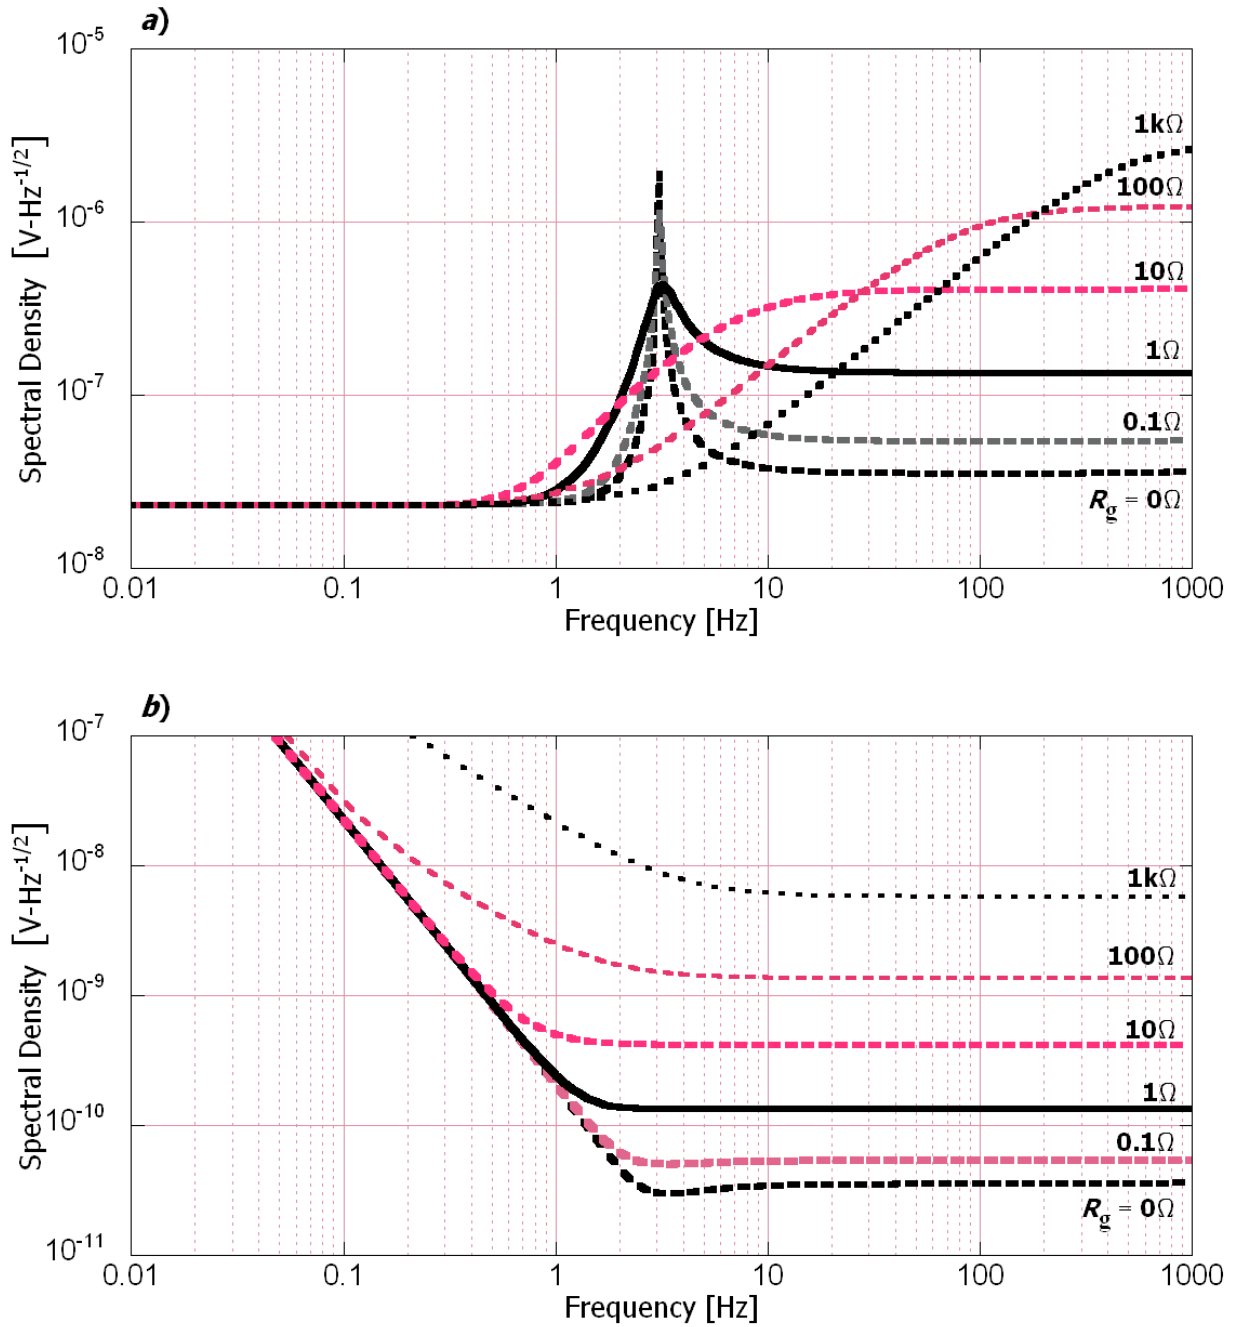 a)
10^-5
10^-6
10^-7
10^-8
Spectral Density [V-Hz^-1/2]
1kΩ
100Ω
10Ω
1Ω
0.1Ω
R_g = 0Ω
0.01 0.1 1 10 100 1000
Frequency [Hz]
b)
10^-7
10^-8
10^-9
10^-10
10^-11
Spectral Density [V-Hz^-1/2]
1kΩ
100Ω
10Ω
1Ω
0.1Ω
R_g = 0Ω
0.01 0.1 1 10 100 1000
Frequency [Hz]